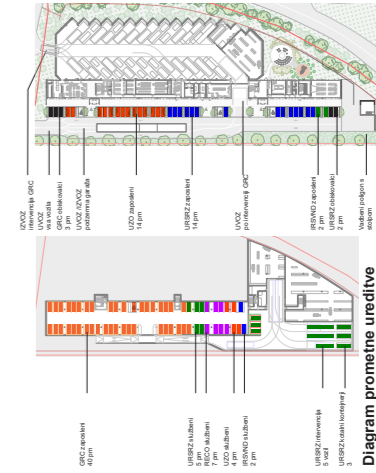 IZVOZ
intervencija GRC
UVOZ
vsa vozila
GRC obiskovalci
3 pm
UVOZ /IZVOZ
podzemna garaža
UZO zaposleni
14 pm
URSRZ zaposleni
14 pm
UVOZ
po intervenciji GRC
IRSVND zaposleni
2 pm
URSRZ obiskovalci
2 pm
Vadbeni poligon s
stolpom
GRC zaposleni
40 pm
URSRZ službeni
5 pm
RECO službeni
7 pm
UZO službeni
4 pm
IRSVND službeni
2 pm
URSRZ intervencija
5 vozil
URSRZ kotalni kontejnerji
3
Diagram prometne ureditve